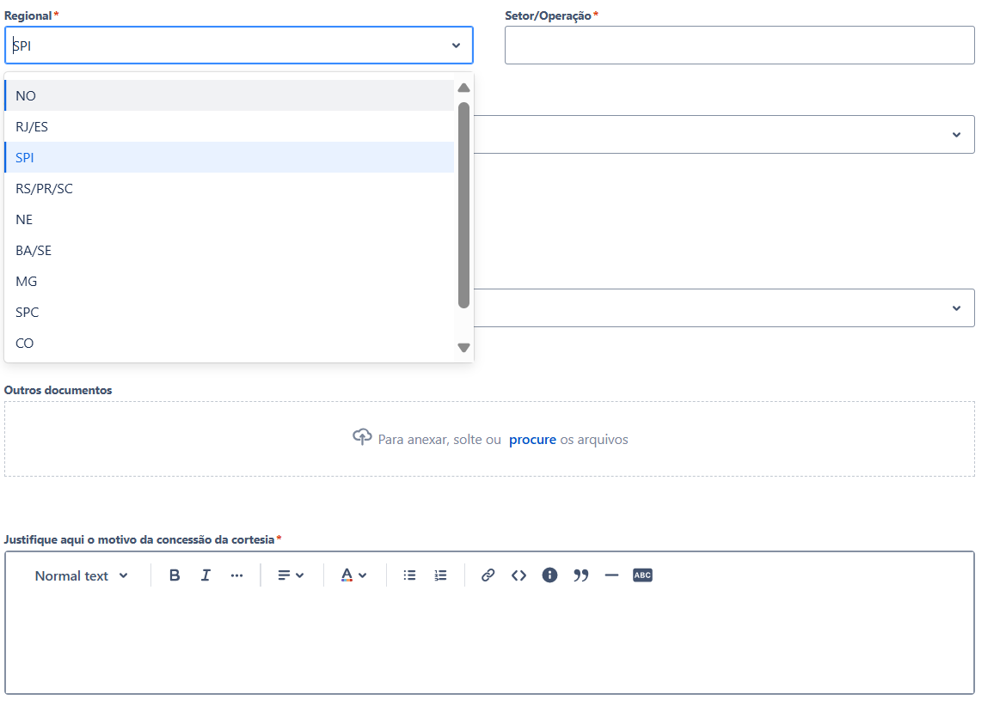 Regional*
Setor/Operação*
SPI
NO
RJ/ES
SPI
RS/PR/SC
NE
BA/SE
MG
SPC
CO
Outros documentos
Para anexar, solte ou procure os arquivos
Justifique aqui o motivo da concessão da cortesia*
Normal text B I ... A ABC